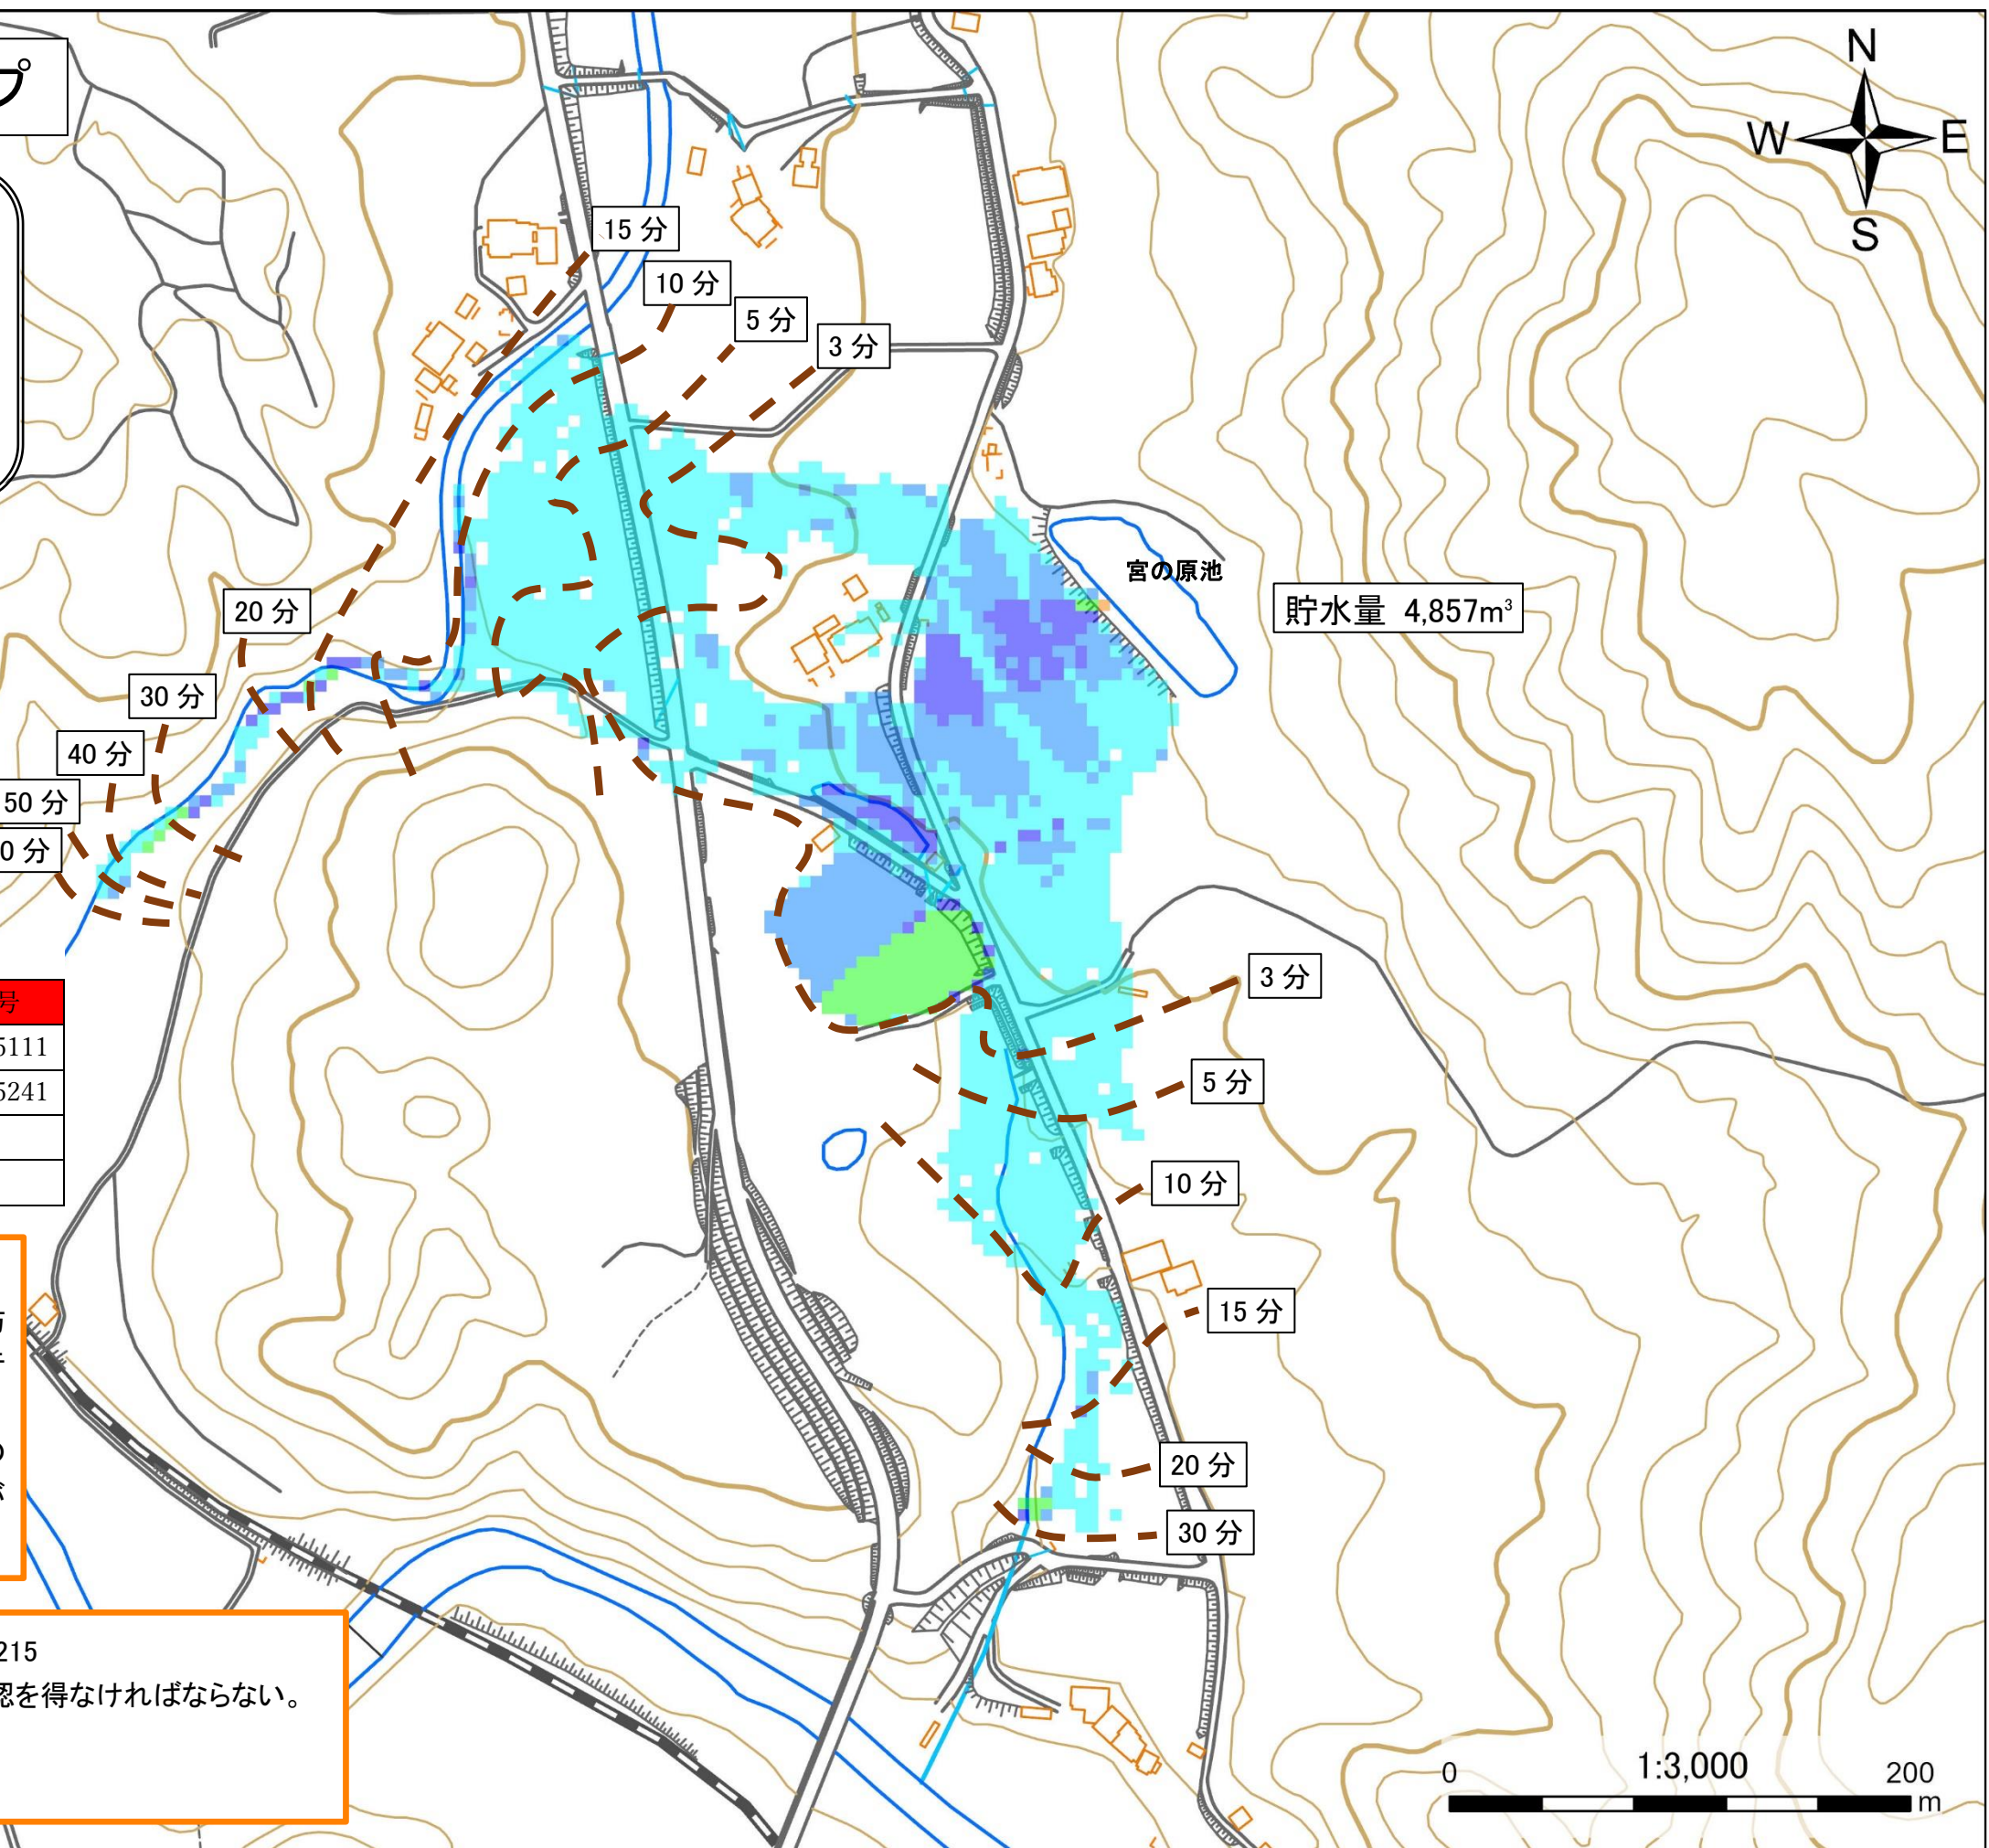 プ
N
W
E
S
15 分
10 分
5 分
3 分
宮の原池
貯水量 4,857m³
20 分
30 分
40 分
50 分
0 分
号
5111
5241
3 分
5 分
10 分
15 分
20 分
30 分
の
215
認を得なければならない。
0
1:3,000
200
m